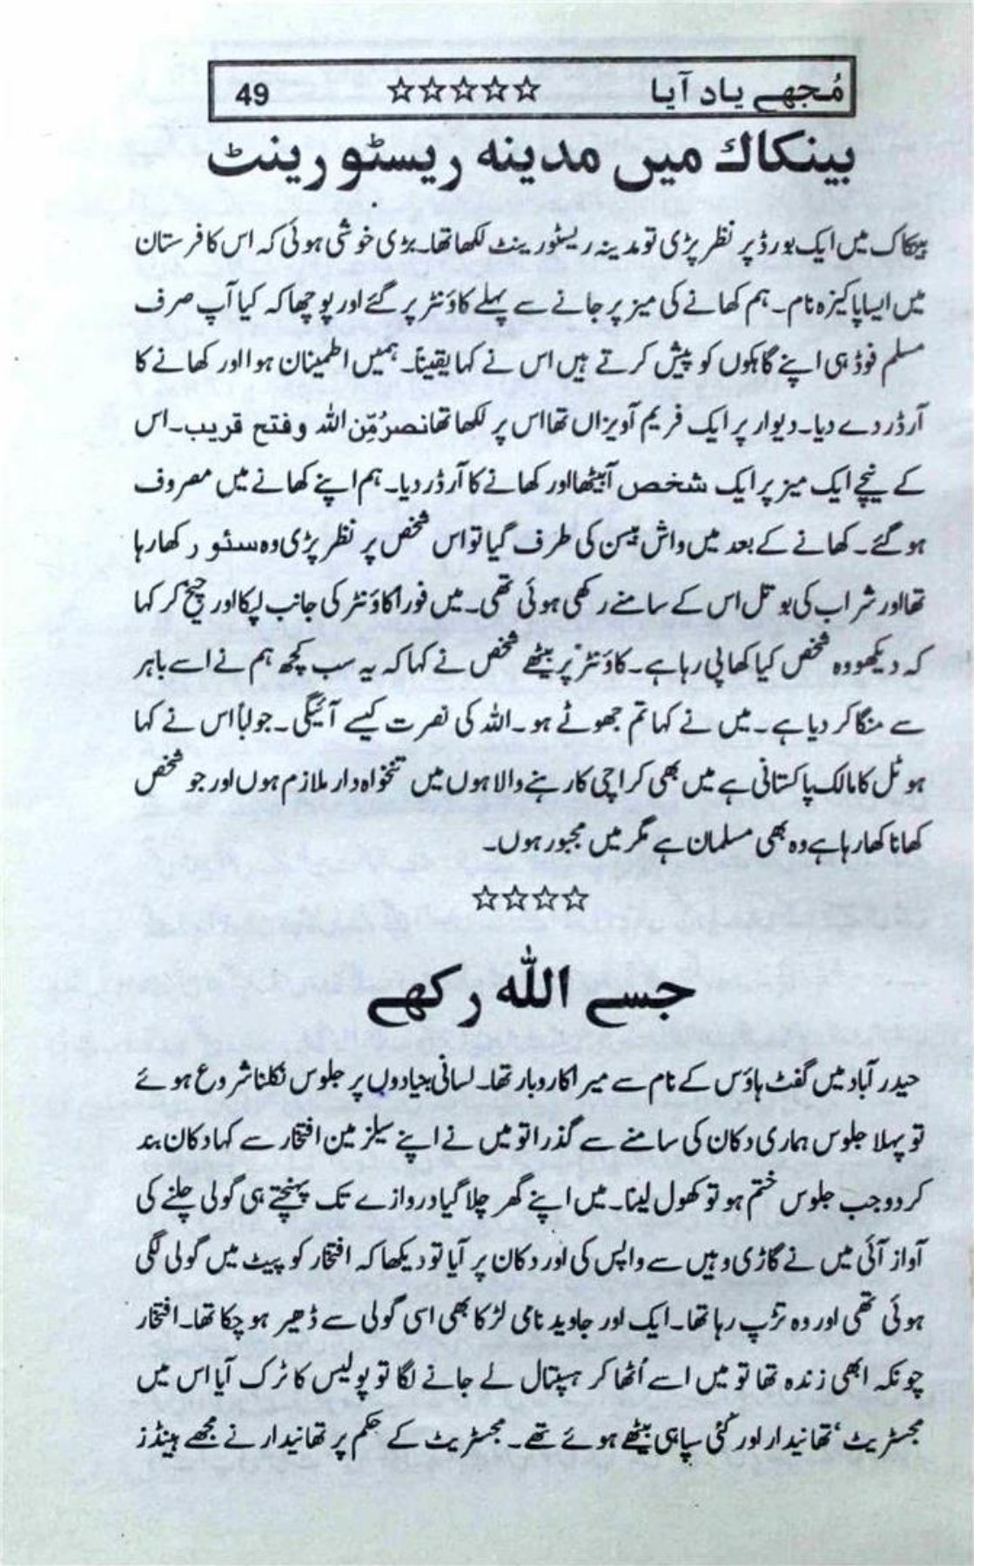 مُجھے یاد آیا ☆☆☆☆☆ 49
بینکاک میں مدینہ ریسٹورینٹ
بینکاک میں ایک بورڈ پر نظر پڑی تو مدینہ ریسٹورینٹ لکھا تھا۔ بڑی خوشی ہوئی کہ اس کافرستان
میں ایسا پاکیزہ نام۔ ہم کھانے کی میز پر جانے سے پہلے کاؤنٹر پر گئے اور پوچھا کہ کیا آپ صرف
مسلم فوڈ ہی اپنے گاہکوں کو پیش کرتے ہیں اس نے کہا یقیناً۔ ہمیں اطمینان ہوا اور کھانے کا
آرڈر دے دیا۔ دیوار پر ایک فریم آویزاں تھا اس پر لکھا تھا نصرُمِّن اللہ و فتح قریب۔ اس
کے نیچے ایک میز پر ایک شخص آبیٹھا اور کھانے کا آرڈر دیا۔ ہم اپنے کھانے میں مصروف
ہو گئے۔ کھانے کے بعد میں واش بیسن کی طرف گیا تو اس شخص پر نظر پڑی وہ سئو ر کھا رہا
تھا اور شراب کی بوتل اس کے سامنے رکھی ہوئی تھی۔ میں فوراً کاؤنٹر کی جانب لپکا اور چیخ کر کہا
کہ دیکھو وہ شخص کیا کھا پی رہا ہے۔ کاؤنٹر پر بیٹھے شخص نے کہا کہ یہ سب کچھ ہم نے اسے باہر
سے منگا کر دیا ہے۔ میں نے کہا تم جھوٹے ہو۔ اللہ کی نصرت کیسے آئیگی۔ جواباً اس نے کہا
ہوٹل کا مالک پاکستانی ہے میں بھی کراچی کا رہنے والا ہوں میں تنخواہ دار ملازم ہوں اور جو شخص
کھانا کھا رہا ہے وہ بھی مسلمان ہے مگر میں مجبور ہوں۔
☆☆☆☆
جسے اللہ رکھے
حیدر آباد میں گفٹ ہاؤس کے نام سے میرا کاروبار تھا۔ لسانی بنیادوں پر جلوس نکلنا شروع ہوئے
تو پہلا جلوس ہماری دکان کی سامنے سے گذرا تو میں نے اپنے سیلز مین افتخار سے کہا دکان بند
کر دو جب جلوس ختم ہو تو کھول لینا۔ میں اپنے گھر چلا گیا دروازے تک پہنچتے ہی گولی چلنے کی
آواز آئی میں نے گاڑی وہیں سے واپس کی اور دکان پر آیا تو دیکھا کہ افتخار کو پیٹ میں گولی لگی
ہوئی تھی اور وہ تڑپ رہا تھا۔ ایک اور جاوید نامی لڑکا بھی اسی گولی سے ڈھیر ہو چکا تھا۔ افتخار
چونکہ ابھی زندہ تھا تو میں اسے اُٹھا کر ہسپتال لے جانے لگا تو پولیس کا ٹرک آیا اس میں
مجسٹریٹ‘ تھانیدار اور کئی سپاہی بیٹھے ہوئے تھے۔ مجسٹریٹ کے حکم پر تھانیدار نے مجھے ہینڈز